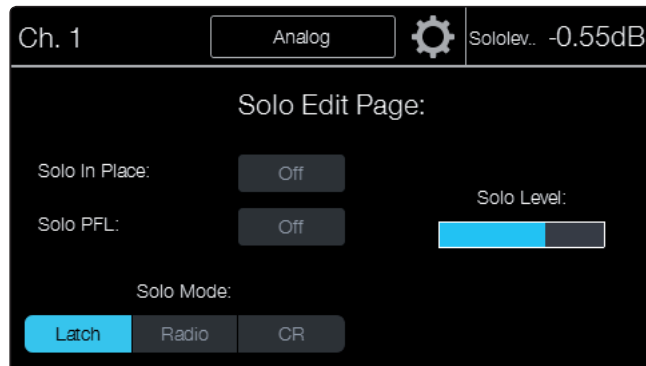 Ch. 1 Analog Sololev.. -0.55dB
Solo Edit Page:
Solo In Place: Off
Solo Level:
Solo PFL: Off
Solo Mode:
Latch Radio CR